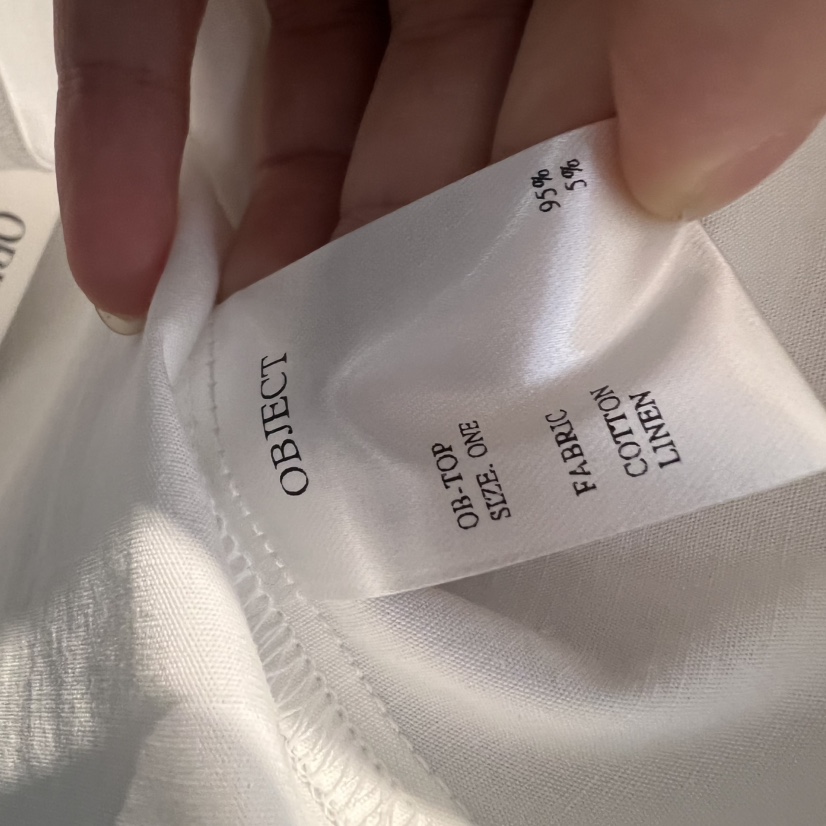 OBJECT
OB-TOP
SIZE. ONE
FABRIC
COTTON 95%
LINEN 5%